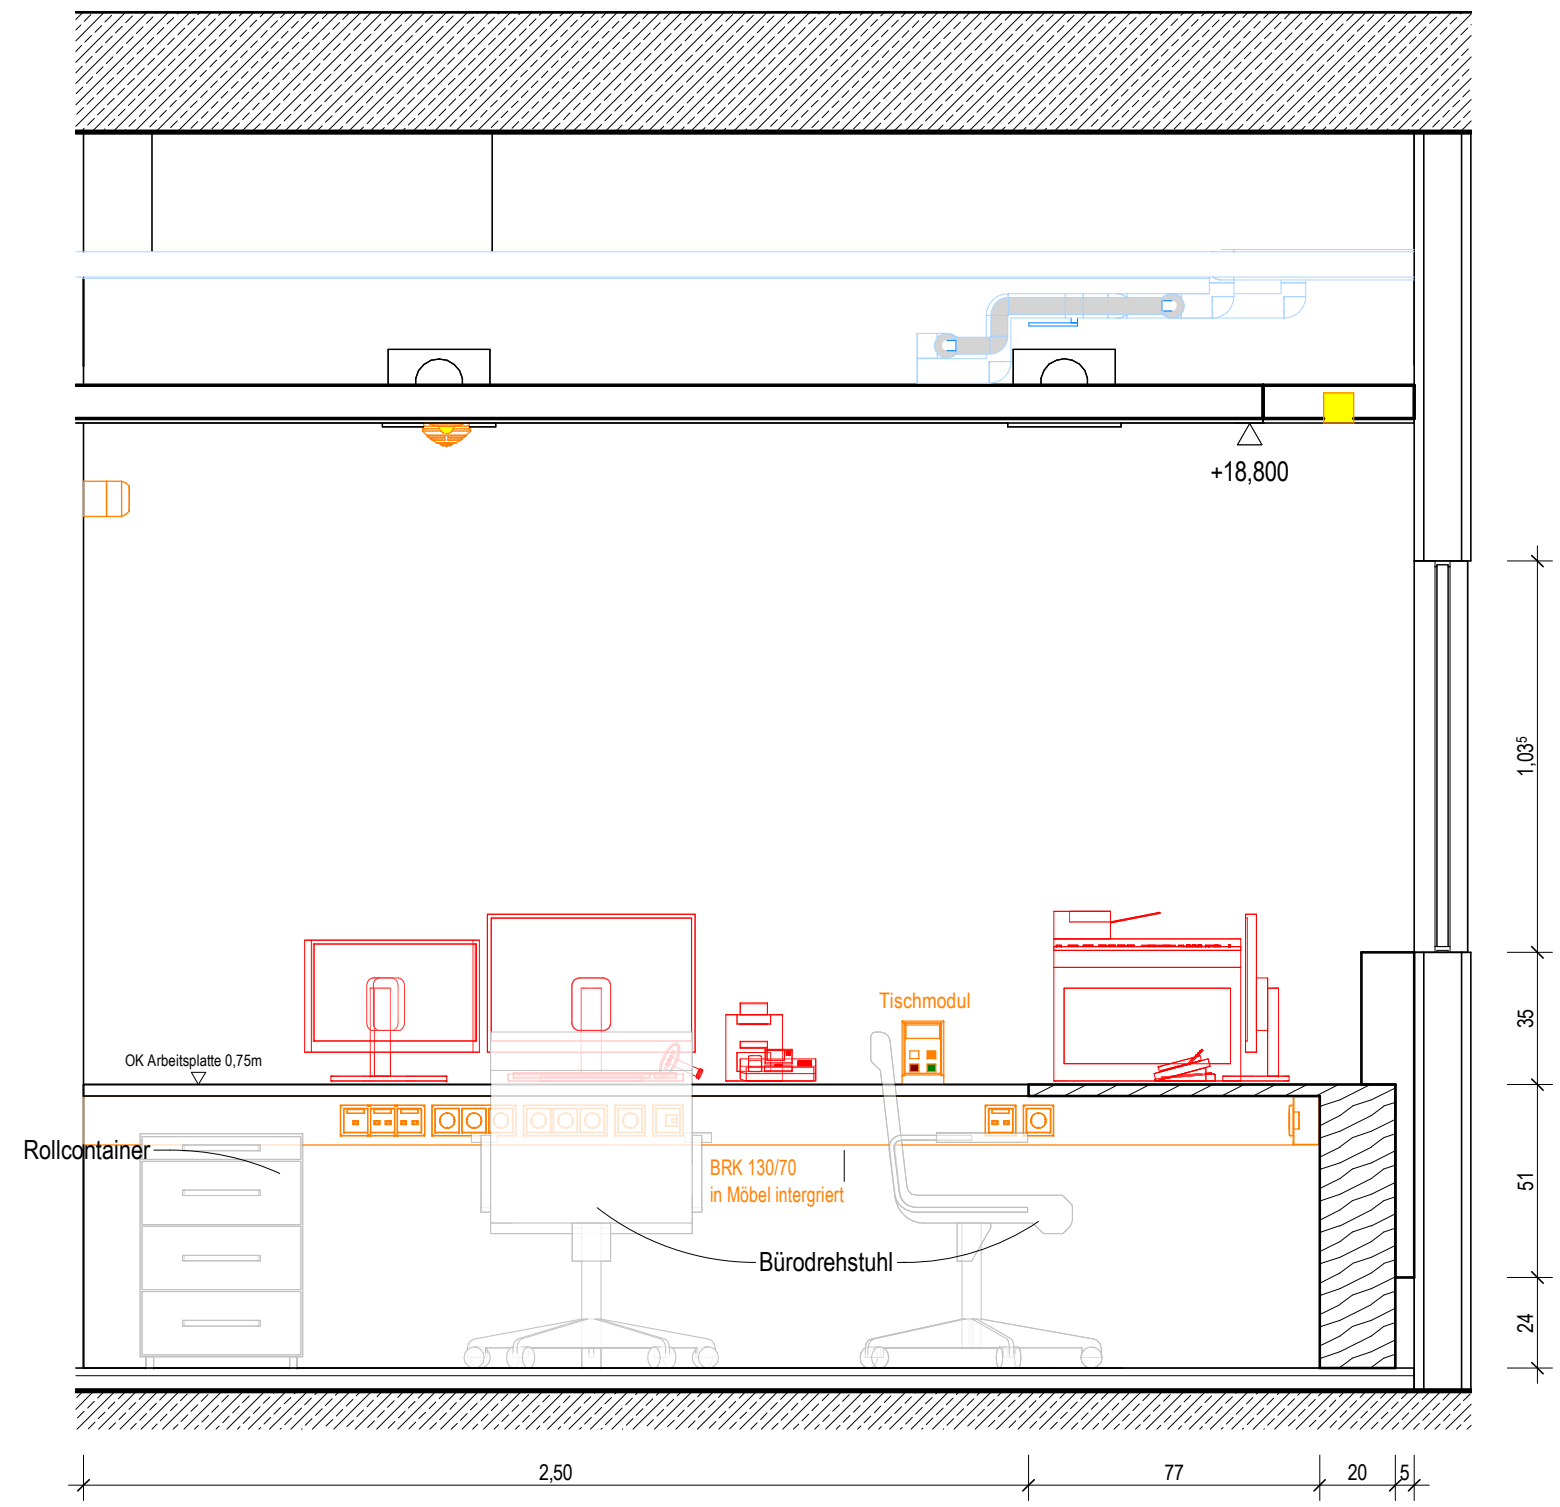 +18,800
1,03⁵
Tischmodul
35
OK Arbeitsplatte 0,75m
Rollcontainer
BRK 130/70
in Möbel intergriert
51
Bürodrehstuhl
24
2,50
77
20
5